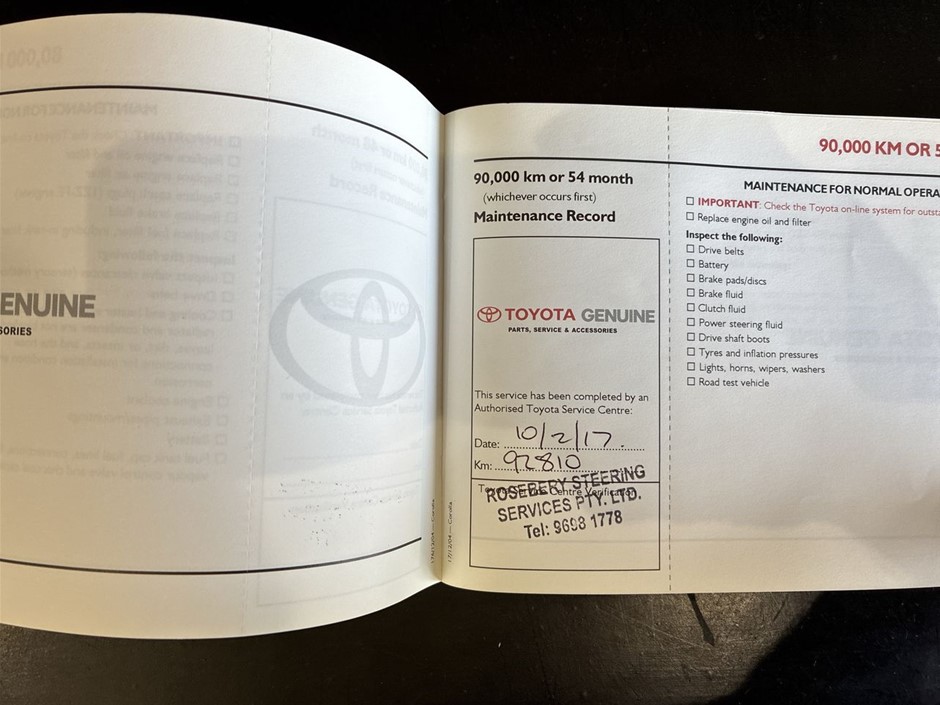 ENUINE
SORIES
90,000 km or 54 month
(whichever occurs first)
Maintenance Record
TOYOTA GENUINE
PARTS, SERVICE & ACCESSORIES
This service has been completed by an
Authorised Toyota Service Centre:
Date: 10/2/17.
Km: 92810
ROSEBERY STEERING
SERVICES PTY. LTD.
Tel: 9698 1778
90,000 KM OR 5
MAINTENANCE FOR NORMAL OPERA
IMPORTANT: Check the Toyota on-line system for outsta
Replace engine oil and filter
Inspect the following:
Drive belts
Battery
Brake pads/discs
Brake fluid
Clutch fluid
Power steering fluid
Drive shaft boots
Tyres and inflation pressures
Lights, horns, wipers, washers
Road test vehicle